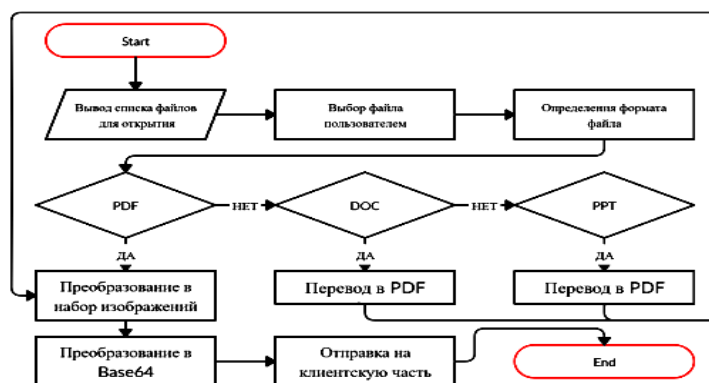 Start
Вывод списка файлов
для открытия
Выбор файла
пользователем
Определения формата
файла
PDF
НЕТ
DOC
НЕТ
PPT
ДА
ДА
ДА
Преобразование в
набор изображений
Перевод в PDF
Перевод в PDF
Преобразование в
Base64
Отправка на
клиентскую часть
End